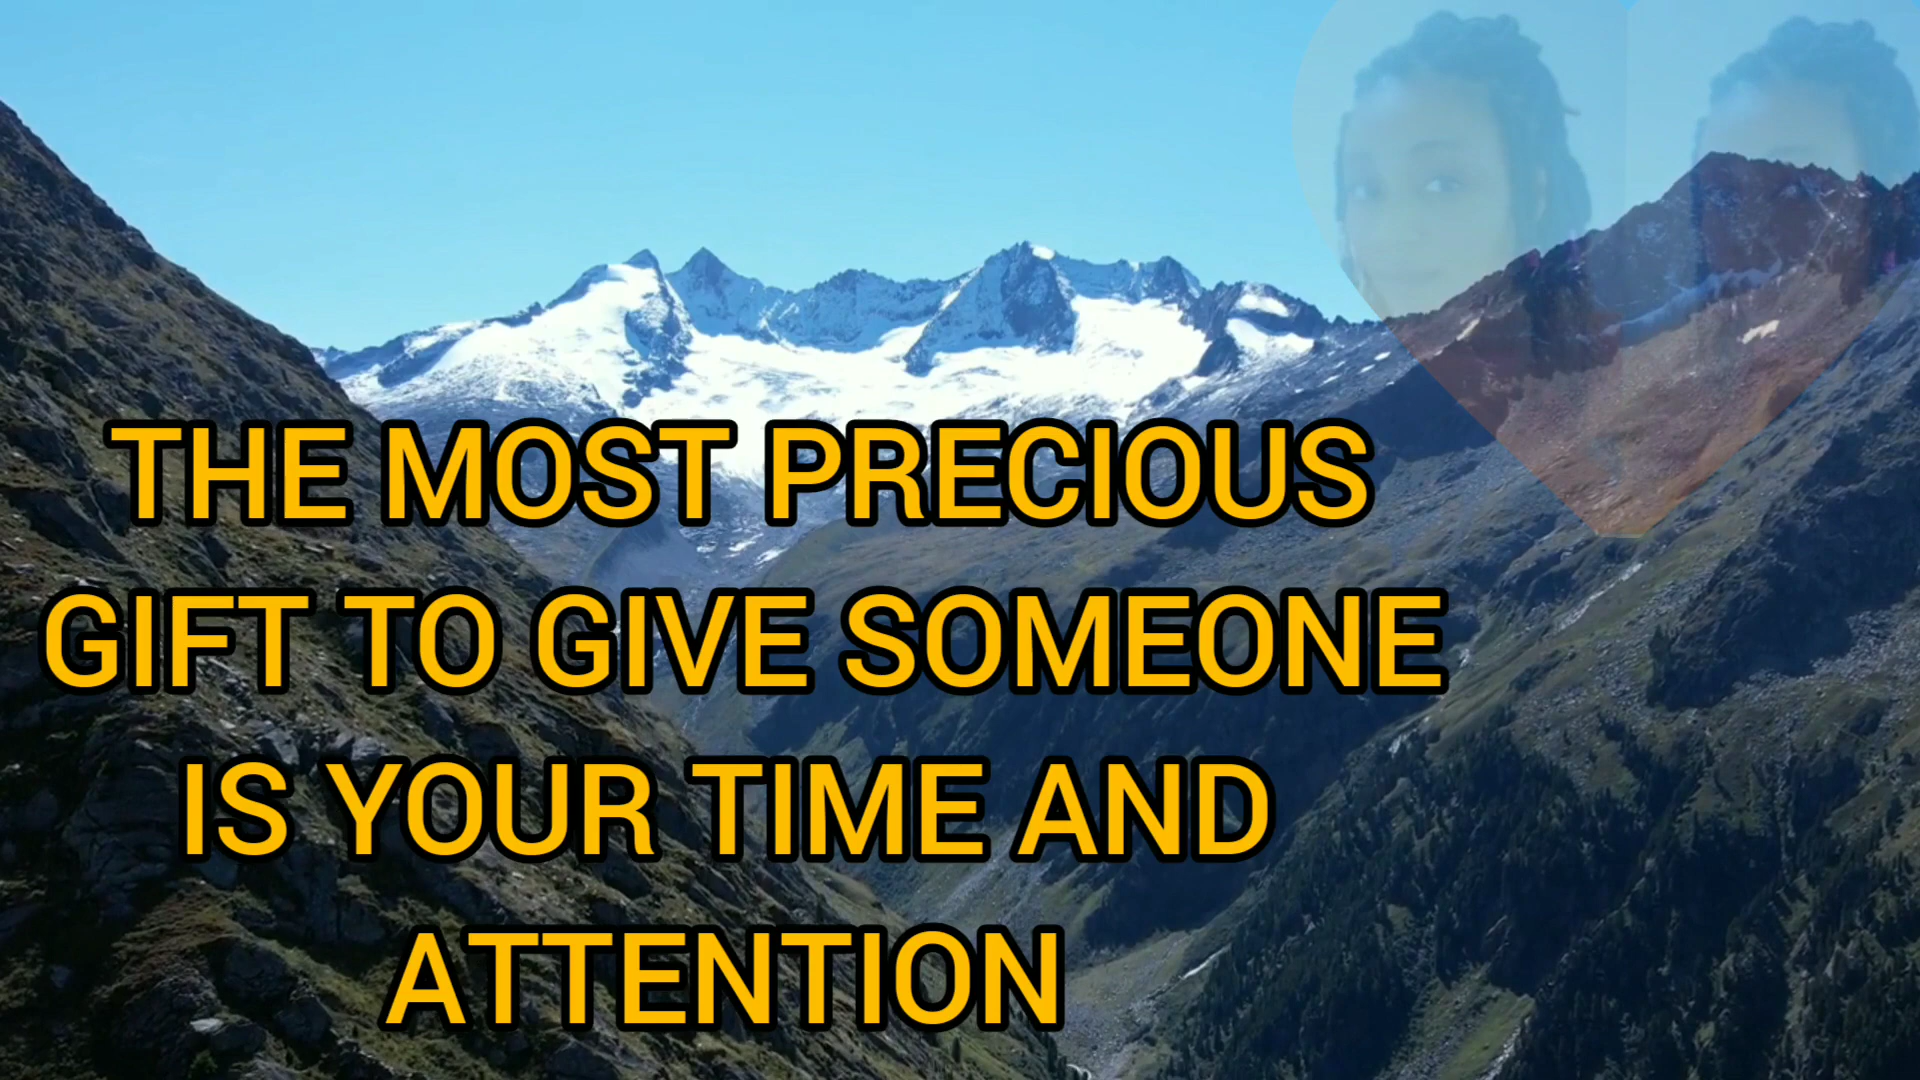 THE MOST PRECIOUS
GIFT TO GIVE SOMEONE
IS YOUR TIME AND
ATTENTION